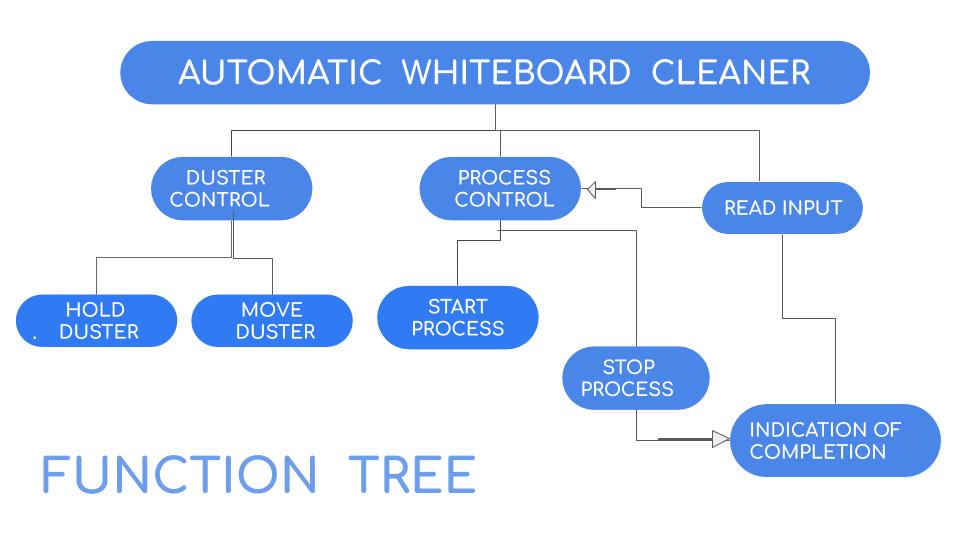 AUTOMATIC WHITEBOARD CLEANER
DUSTER
CONTROL
PROCESS
CONTROL
READ INPUT
HOLD
. DUSTER
MOVE
DUSTER
START
PROCESS
STOP
PROCESS
INDICATION OF
COMPLETION
FUNCTION TREE